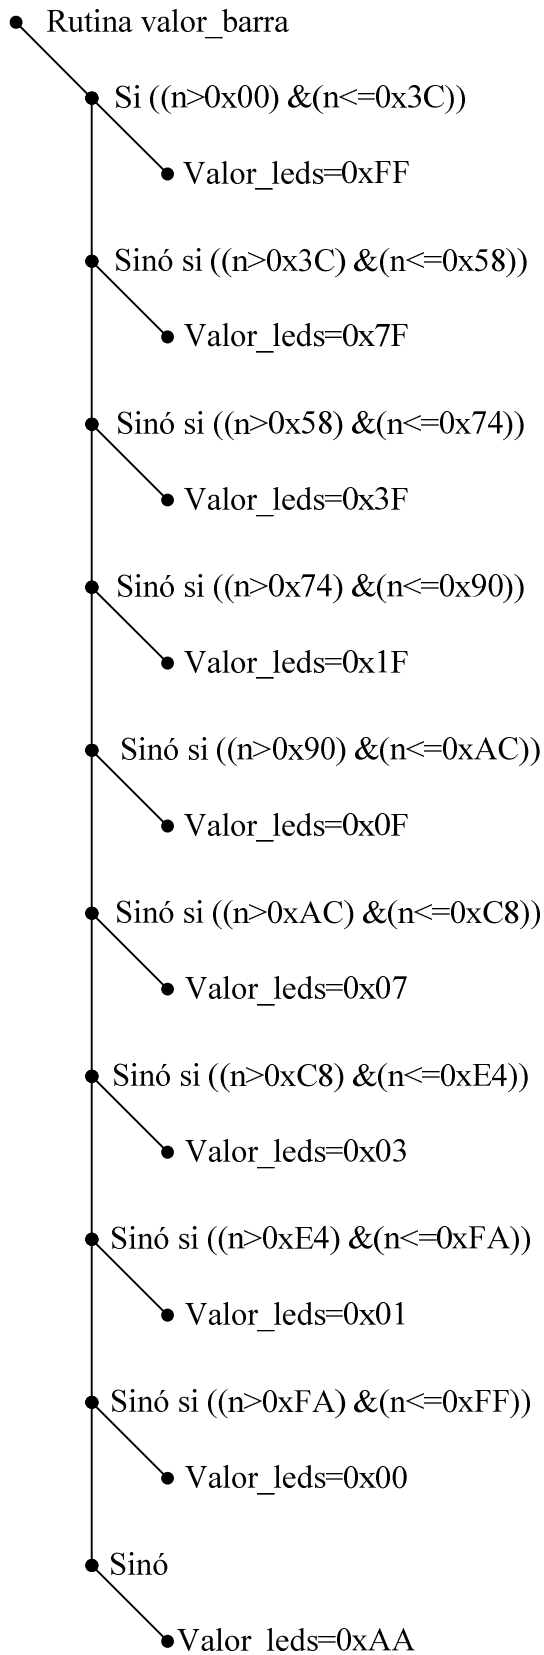 Rutina valor_barra
Si ((n>0x00) &(n<=0x3C))
Valor_leds=0xFF
Sinó si ((n>0x3C) &(n<=0x58))
Valor_leds=0x7F
Sinó si ((n>0x58) &(n<=0x74))
Valor_leds=0x3F
Sinó si ((n>0x74) &(n<=0x90))
Valor_leds=0x1F
Sinó si ((n>0x90) &(n<=0xAC))
Valor_leds=0x0F
Sinó si ((n>0xAC) &(n<=0xC8))
Valor_leds=0x07
Sinó si ((n>0xC8) &(n<=0xE4))
Valor_leds=0x03
Sinó si ((n>0xE4) &(n<=0xFA))
Valor_leds=0x01
Sinó si ((n>0xFA) &(n<=0xFF))
Valor_leds=0x00
Sinó
Valor leds=0xAA